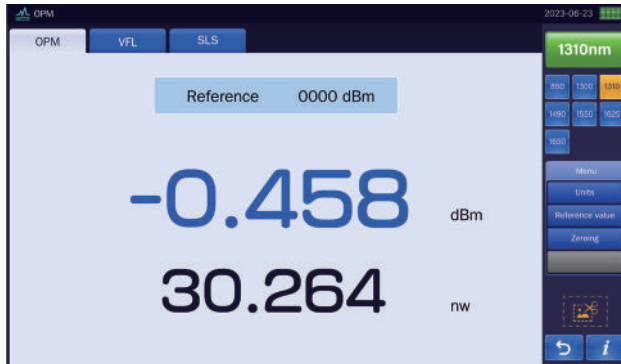 OPM
2023-06-23
OPM
VFL
SLS
1310nm
Reference 0000 dBm
850 1300 1310
1490 1550 1625
1650
-0.458 dBm
30.264 nw
Menu
Units
Reference value
Zeroing
i